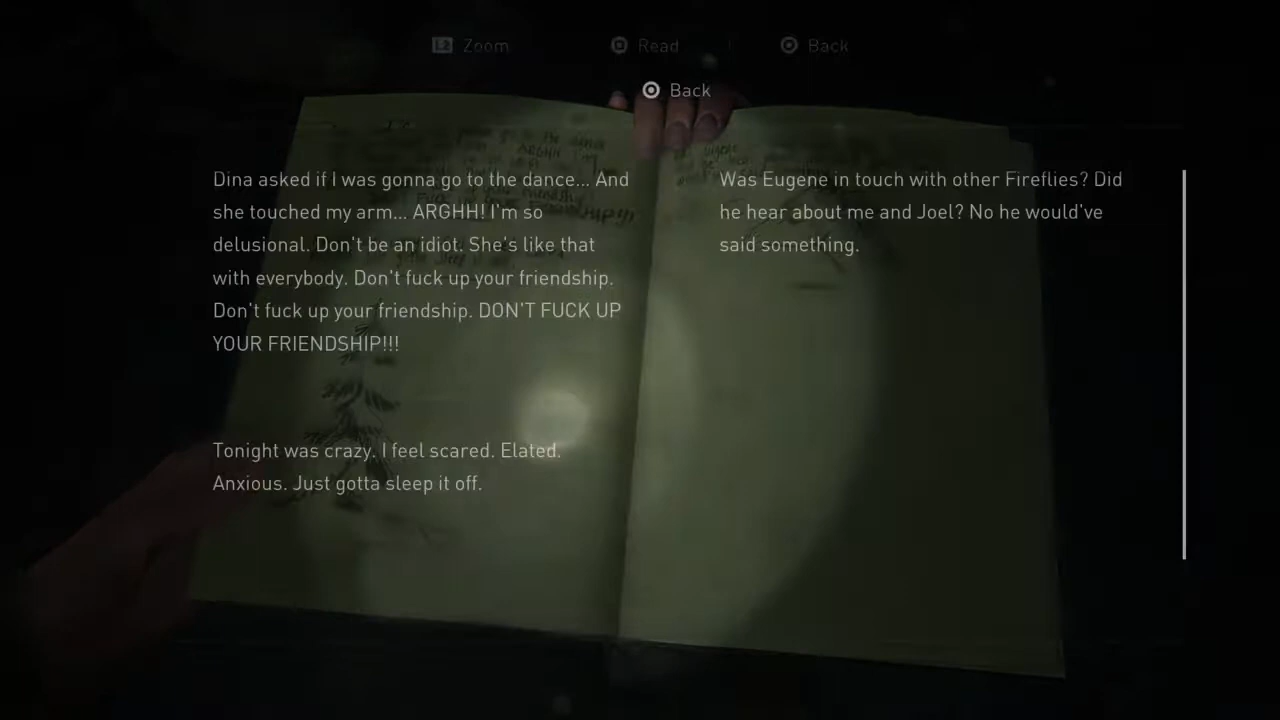 L2 Zoom Read Back
Back
Dina asked if I was gonna go to the dance... And
she touched my arm... ARGHH! I'm so
delusional. Don't be an idiot. She's like that
with everybody. Don't fuck up your friendship.
Don't fuck up your friendship. DON'T FUCK UP
YOUR FRIENDSHIP!!!
Tonight was crazy. I feel scared. Elated.
Anxious. Just gotta sleep it off.
Was Eugene in touch with other Fireflies? Did
he hear about me and Joel? No he would've
said something.